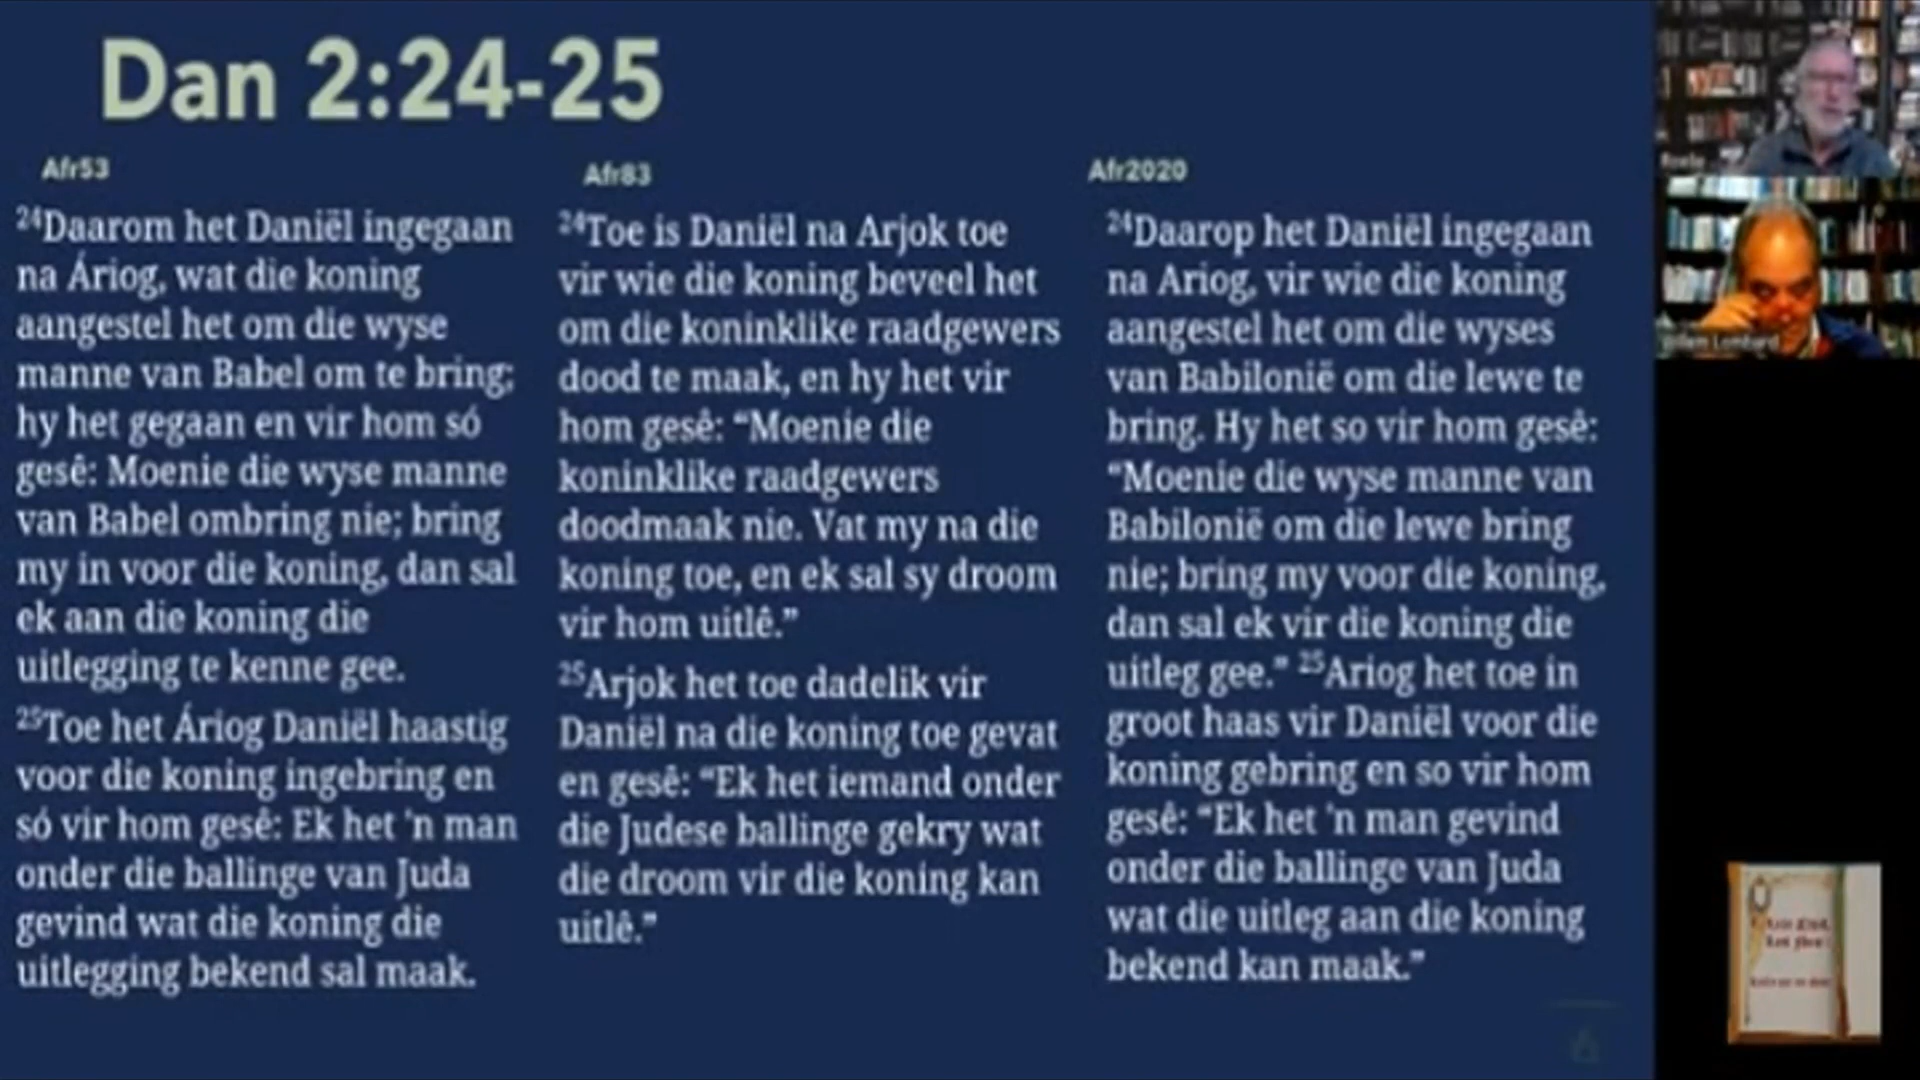 Dan 2:24-25
Afr53
24Daarom het Daniël ingegaan
na Áriog, wat die koning
aangestel het om die wyse
manne van Babel om te bring;
hy het gegaan en vir hom só
gesê: Moenie die wyse manne
van Babel ombring nie; bring
my in voor die koning, dan sal
ek aan die koning die
uitlegging te kenne gee.
25Toe het Áriog Daniël haastig
voor die koning ingebring en
só vir hom gesê: Ek het 'n man
onder die ballinge van Juda
gevind wat die koning die
uitlegging bekend sal maak.
Afr83
24Toe is Daniël na Arjok toe
vir wie die koning beveel het
om die koninklike raadgewers
dood te maak, en hy het vir
hom gesê: “Moenie die
koninklike raadgewers
doodmaak nie. Vat my na die
koning toe, en ek sal sy droom
vir hom uitlê.”
25Arjok het toe dadelik vir
Daniël na die koning toe gevat
en gesê: “Ek het iemand onder
die Judese ballinge gekry wat
die droom vir die koning kan
uitlê.”
Afr2020
24Daarop het Daniël ingegaan
na Ariog, vir wie die koning
aangestel het om die wyses
van Babilonië om die lewe te
bring. Hy het so vir hom gesê:
“Moenie die wyse manne van
Babilonië om die lewe bring
nie; bring my voor die koning,
dan sal ek vir die koning die
uitleg gee.” 25Ariog het toe in
groot haas vir Daniël voor die
koning gebring en so vir hom
gesê: “Ek het 'n man gevind
onder die ballinge van Juda
wat die uitleg aan die koning
bekend kan maak.”